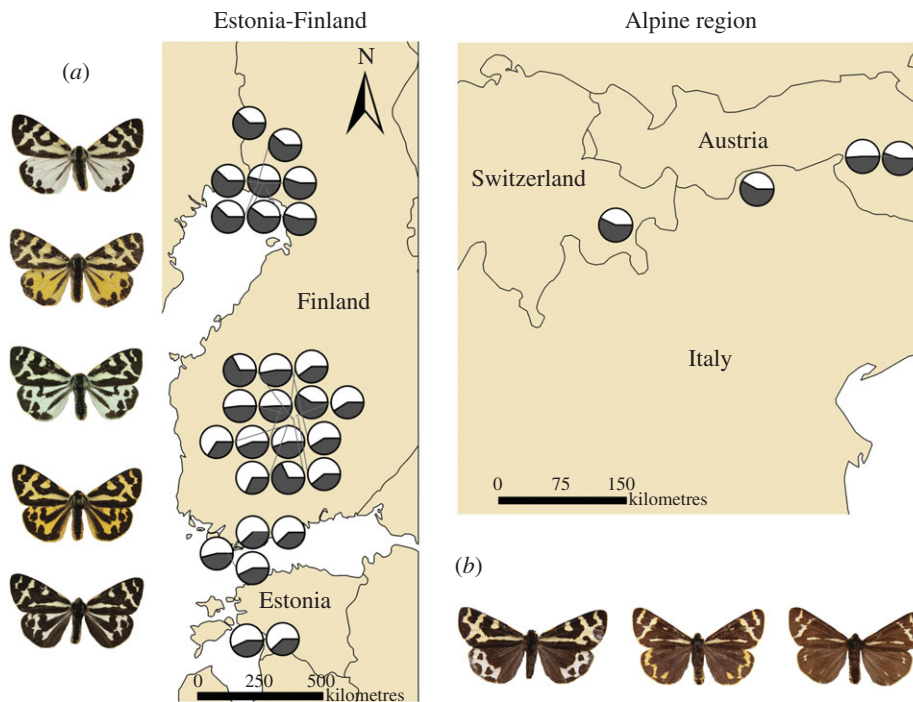 Estonia-Finland
Alpine region
(a)
N
Austria
Switzerland
Finland
Italy
0 75 150
kilometres
(b)
Estonia
0 250 500
kilometres